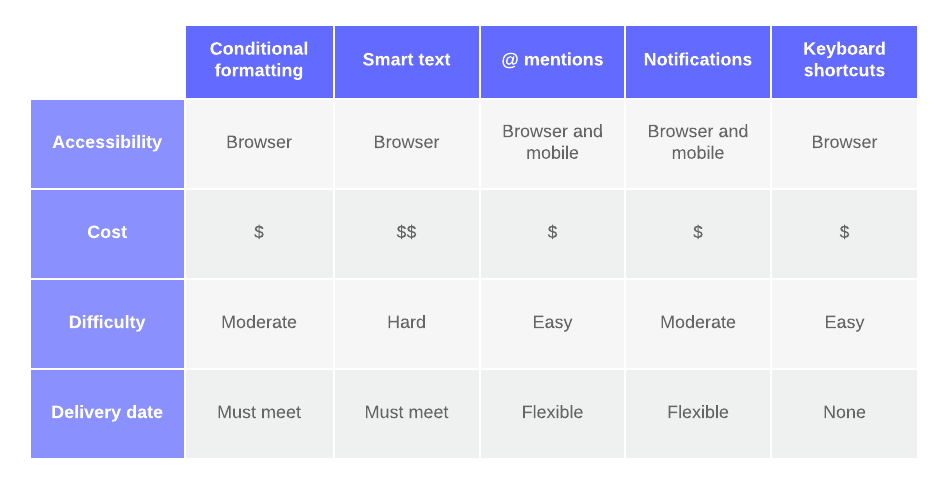 Conditional
formatting
Smart text
@ mentions
Notifications
Keyboard
shortcuts
Accessibility
Browser
Browser
Browser and
mobile
Browser and
mobile
Browser
Cost
$
$$
$
$
$
Difficulty
Moderate
Hard
Easy
Moderate
Easy
Delivery date
Must meet
Must meet
Flexible
Flexible
None